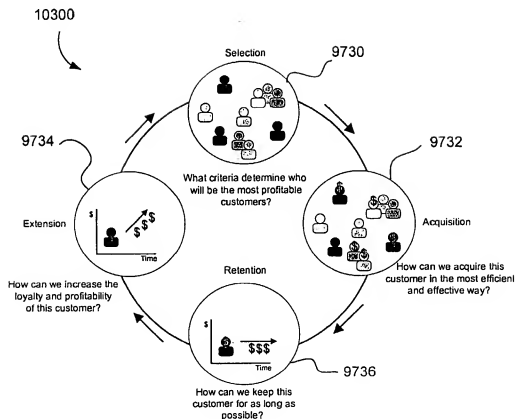 10300
Selection
9730
What criteria determine who
will be the most profitable
customers?
9732
$
$
$
$
$
Acquisition
How can we acquire this
customer in the most efficient
and effective way?
9734
Extension
$
$$$
Time
How can we increase the
loyalty and profitability
of this customer?
Retention
$
$$$
Time
9736
How can we keep this
customer for as long as
possible?